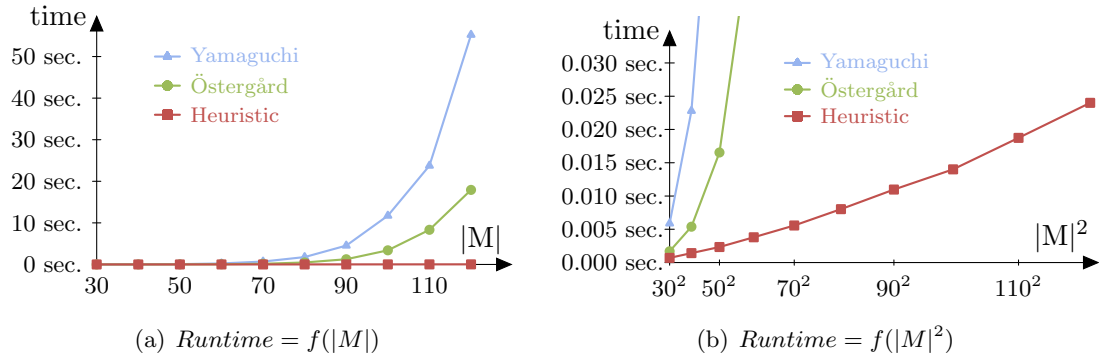 time
50 sec.
40 sec.
30 sec.
20 sec.
10 sec.
0 sec.
Yamaguchi
Östergård
Heuristic
|M|
30 50 70 90 110
(a) Runtime = f(|M|)
time
0.030 sec.
0.025 sec.
0.020 sec.
0.015 sec.
0.010 sec.
0.005 sec.
0.000 sec.
Yamaguchi
Östergård
Heuristic
|M|²
30² 50² 70² 90² 110²
(b) Runtime = f(|M|²)